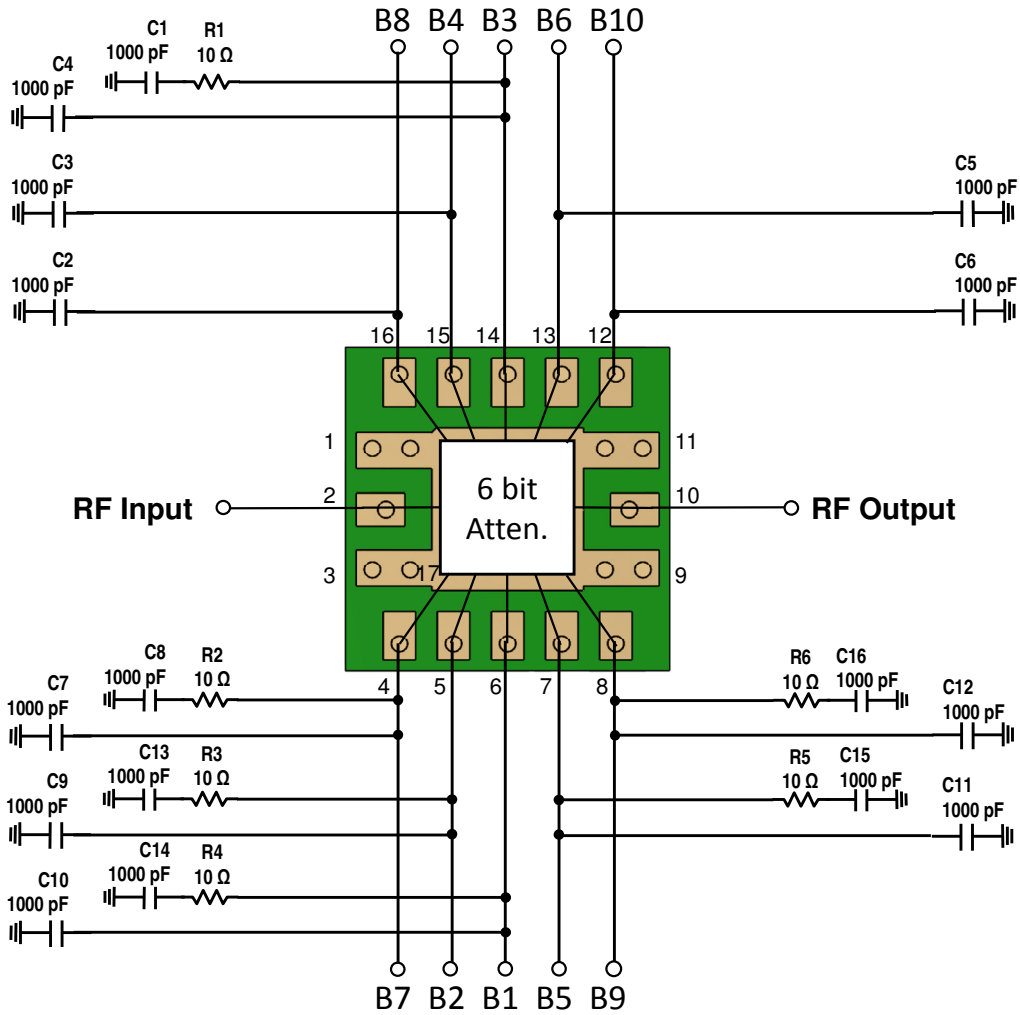 B8 B4 B3 B6 B10
C1 R1
1000 pF 10 Ω
C4
1000 pF
C3
1000 pF
C5
1000 pF
C2
1000 pF
C6
1000 pF
16 15 14 13 12
1 11
6 bit
Atten.
RF Input 2 10 RF Output
3 17 9
4 5 6 7 8
C8 R2
1000 pF 10 Ω
C7
1000 pF
R6 C16
10 Ω 1000 pF
C12
1000 pF
C13 R3
1000 pF 10 Ω
C9
1000 pF
R5 C15
10 Ω 1000 pF
C11
1000 pF
C14 R4
1000 pF 10 Ω
C10
1000 pF
B7 B2 B1 B5 B9